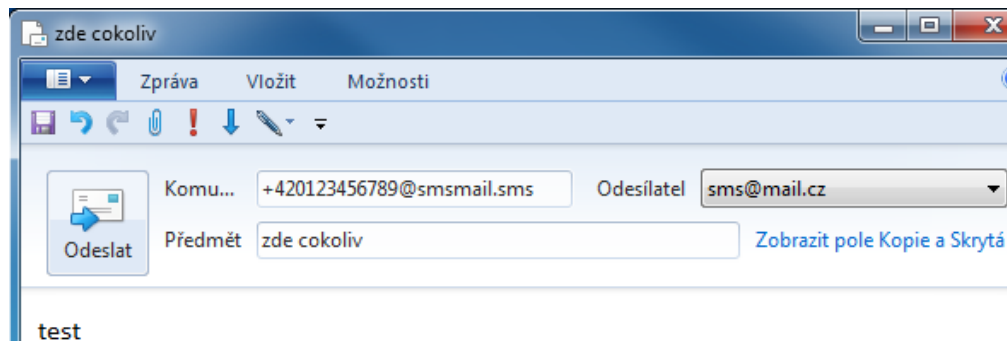 zde cokoliv
Zpráva Vložit Možnosti
Komu... +420123456789@smsmail.sms Odesílatel sms@mail.cz
Odeslat
Předmět zde cokoliv Zobrazit pole Kopie a Skrytá
test